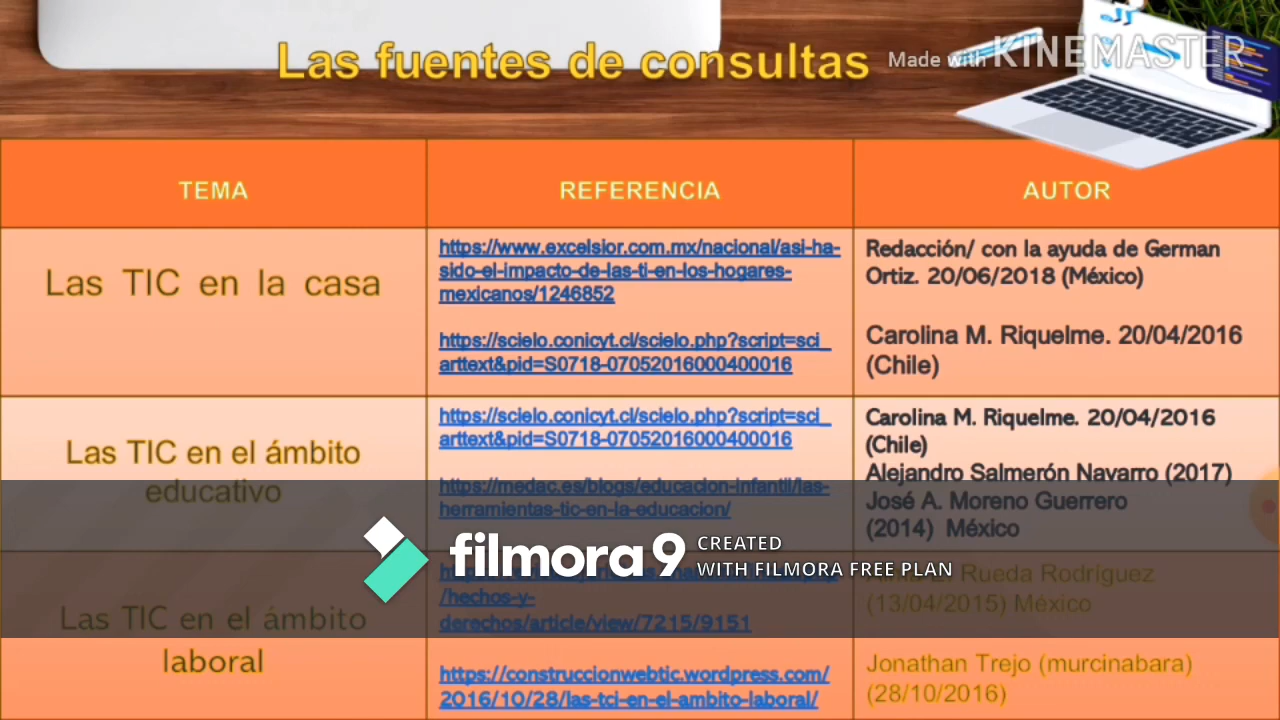 Las fuentes de consultas
Made with KINEMASTER
TEMA
REFERENCIA
AUTOR
Las TIC en la casa
https://www.excelsior.com.mx/nacional/asi-ha-
sido-el-impacto-de-las-ti-en-los-hogares-
mexicanos/1246852
https://scielo.conicyt.cl/scielo.php?script=sci_
arttext&pid=S0718-07052016000400016
Redacción/ con la ayuda de German
Ortiz. 20/06/2018 (México)
Carolina M. Riquelme. 20/04/2016
(Chile)
Las TIC en el ámbito
educativo
https://scielo.conicyt.cl/scielo.php?script=sci_
arttext&pid=S0718-07052016000400016
https://medac.es/blogs/educacion-infantil/las-
herramientas-tic-en-la-educacion/
Carolina M. Riquelme. 20/04/2016
(Chile)
Alejandro Salmerón Navarro (2017)
José A. Moreno Guerrero
(2014) México
filmora9
CREATED
WITH FILMORA FREE PLAN
Las TIC en el ámbito
laboral
/hechos-y-
derechos/article/view/7215/9151
https://construccionwebtic.wordpress.com/
2016/10/28/las-tci-en-el-ambito-laboral/
Rueda Rodríguez
(13/04/2015) México
Jonathan Trejo (murcinabara)
(28/10/2016)